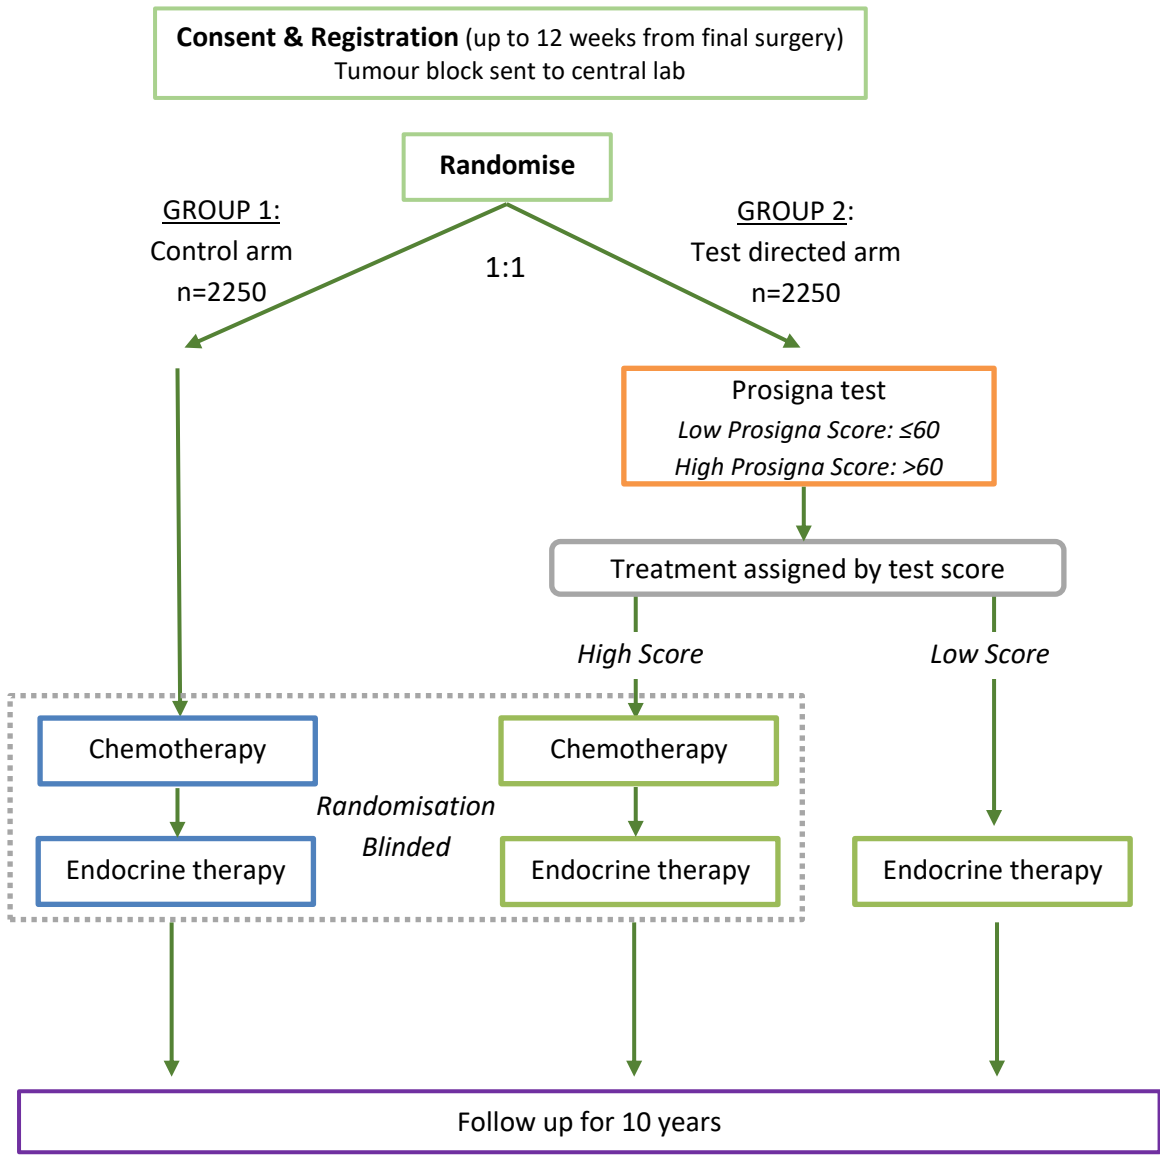 Consent & Registration (up to 12 weeks from final surgery)
Tumour block sent to central lab
Randomise
GROUP 1:
Control arm
n=2250
1:1
GROUP 2:
Test directed arm
n=2250
Prosigna test
Low Prosigna Score: ≤60
High Prosigna Score: >60
Treatment assigned by test score
High Score
Low Score
Chemotherapy
Chemotherapy
Randomisation
Blinded
Endocrine therapy
Endocrine therapy
Endocrine therapy
Follow up for 10 years